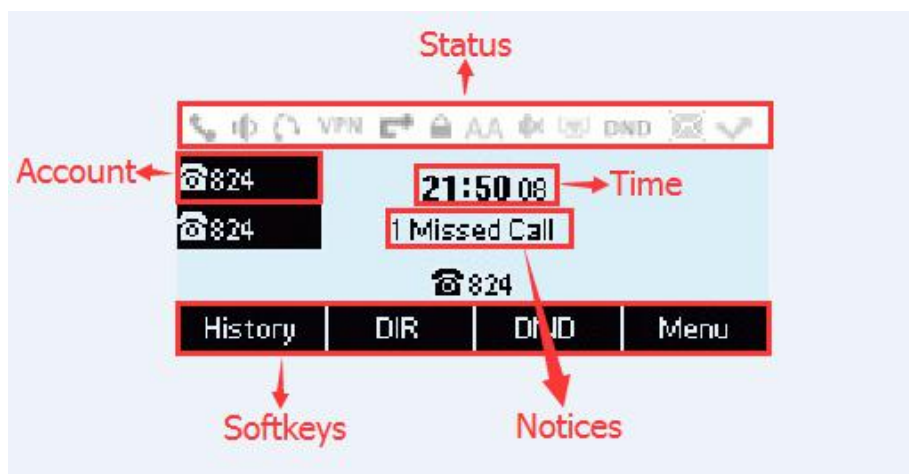 Status
VPN AA DND
Account
824
21:50 08
Time
824
1 Missed Call
824
History DIR DND Menu
Softkeys
Notices